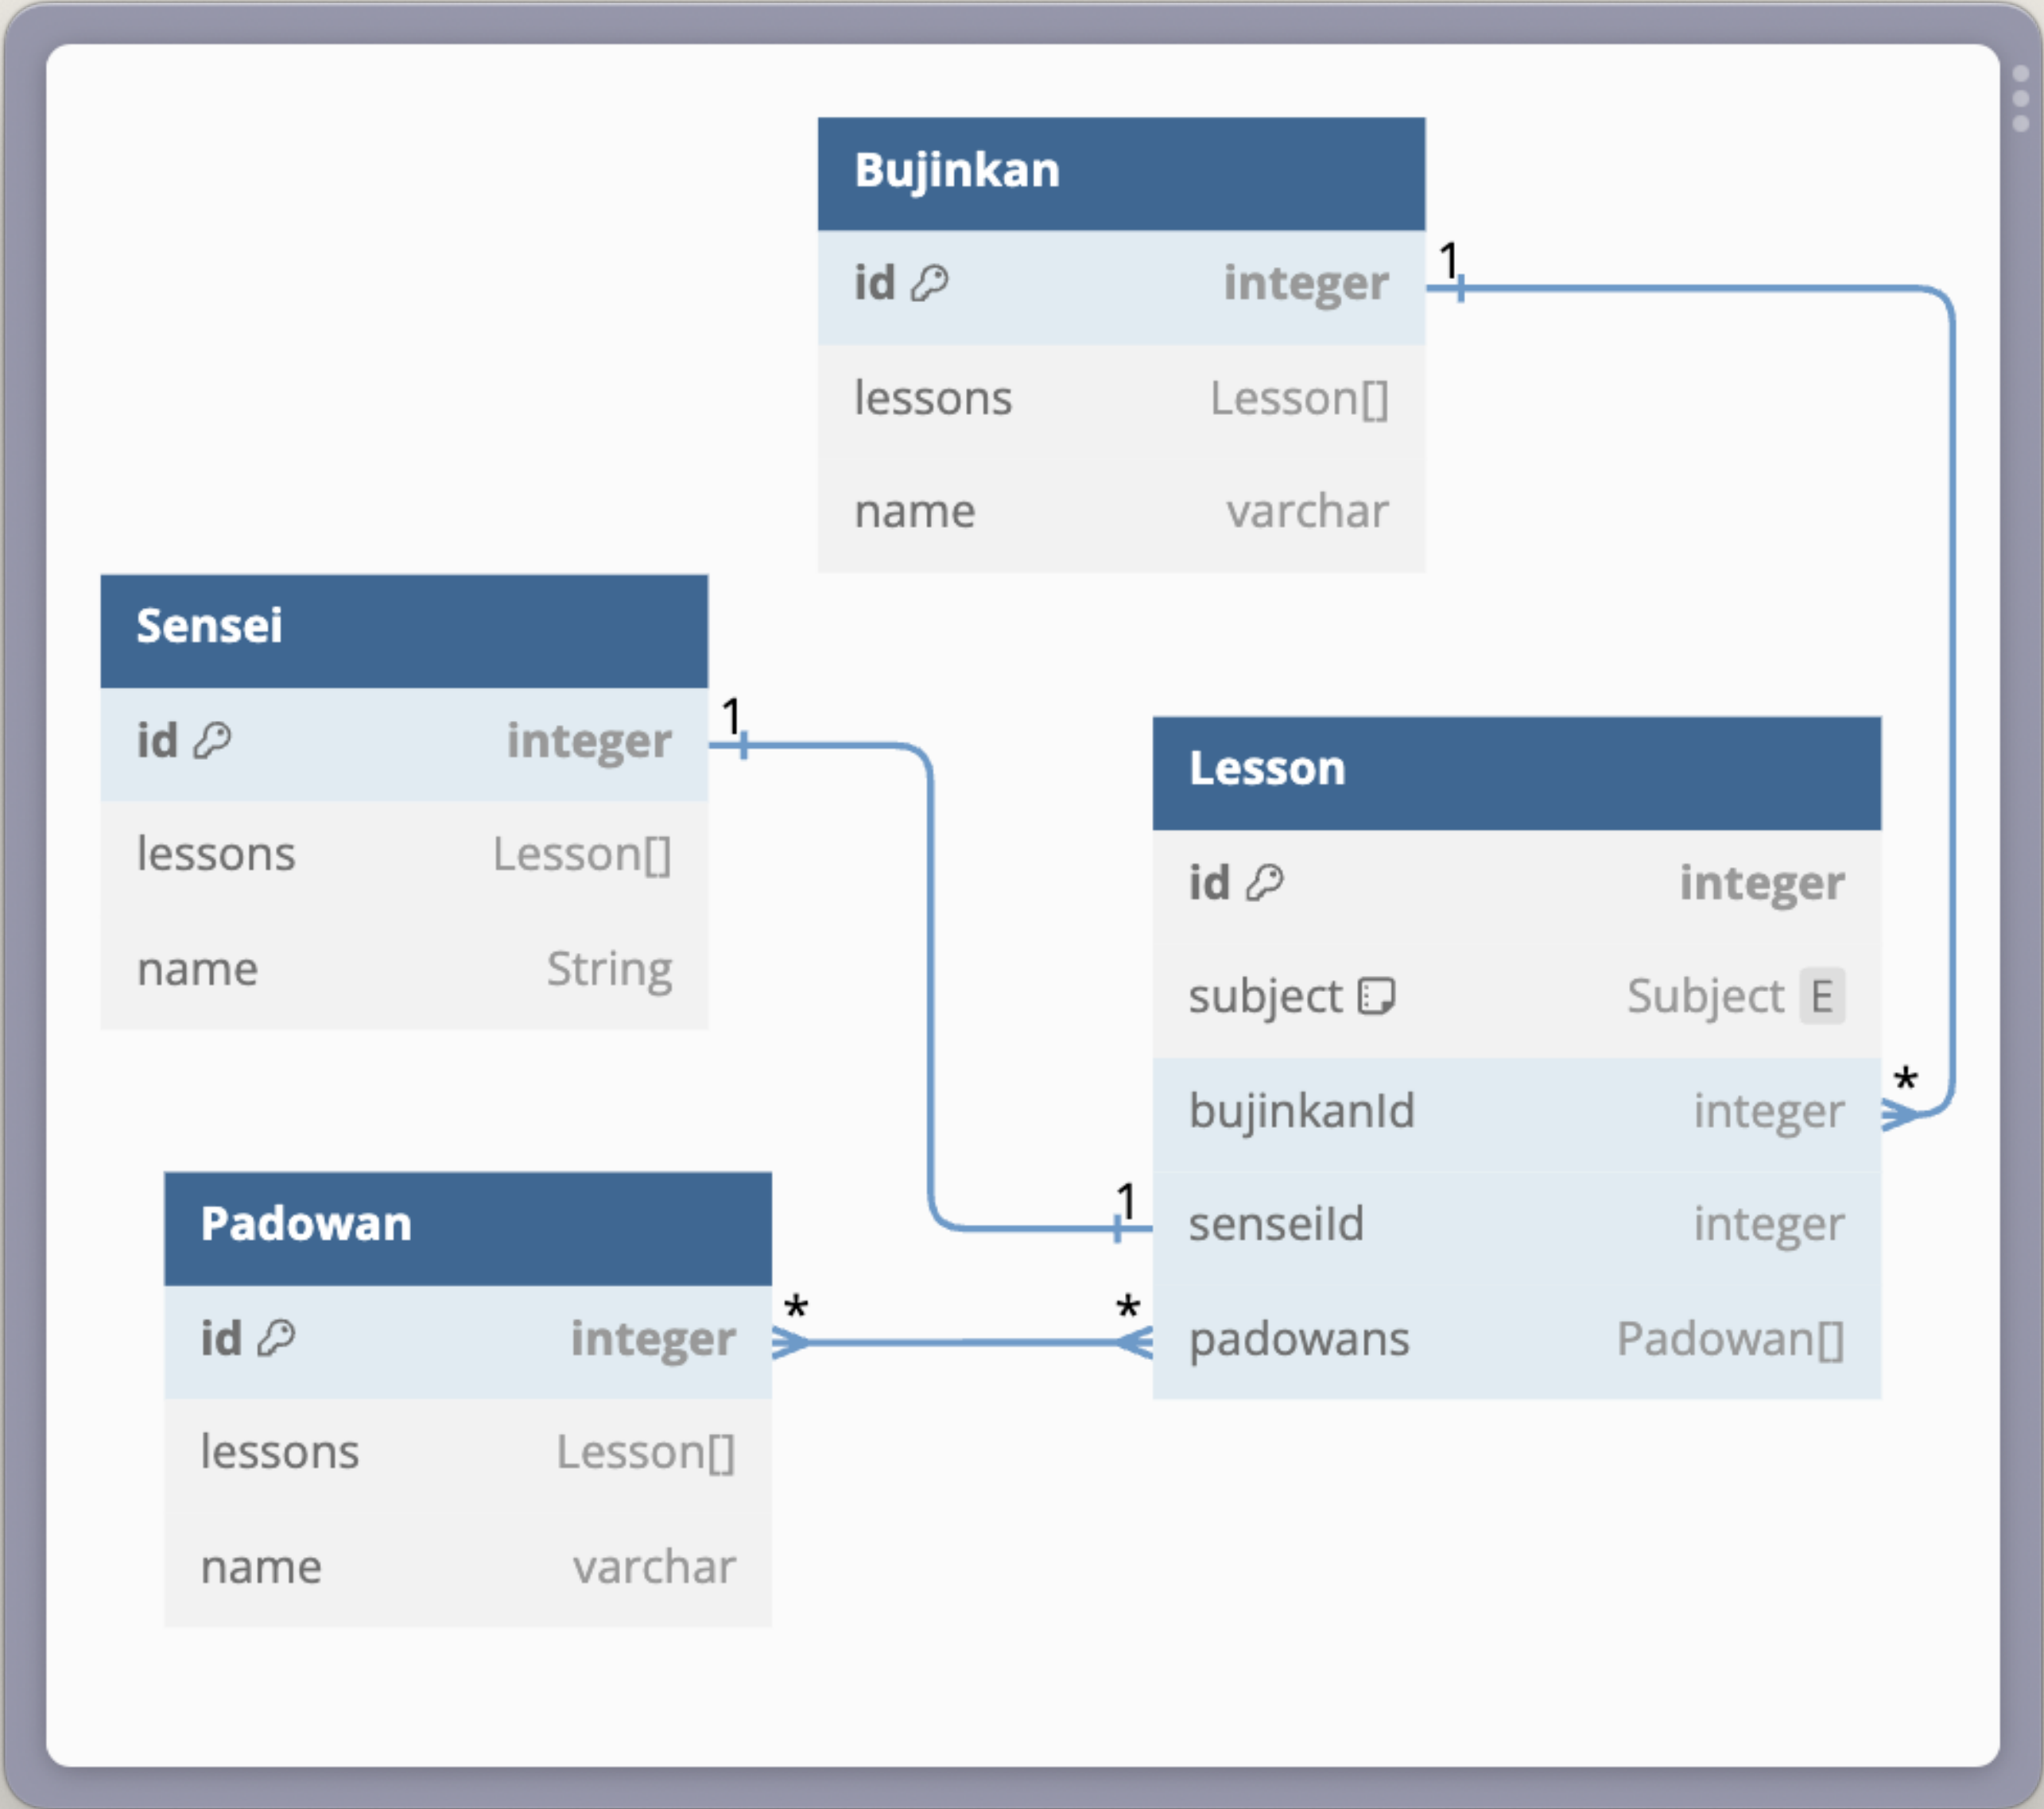 Bujinkan
id integer
lessons Lesson[]
name varchar
1
Sensei
id integer
lessons Lesson[]
name String
1
Lesson
id integer
subject Subject E
bujinkanId integer
*
senseiId integer
1
padowans Padowan[]
*
Padowan
id integer
*
lessons Lesson[]
name varchar